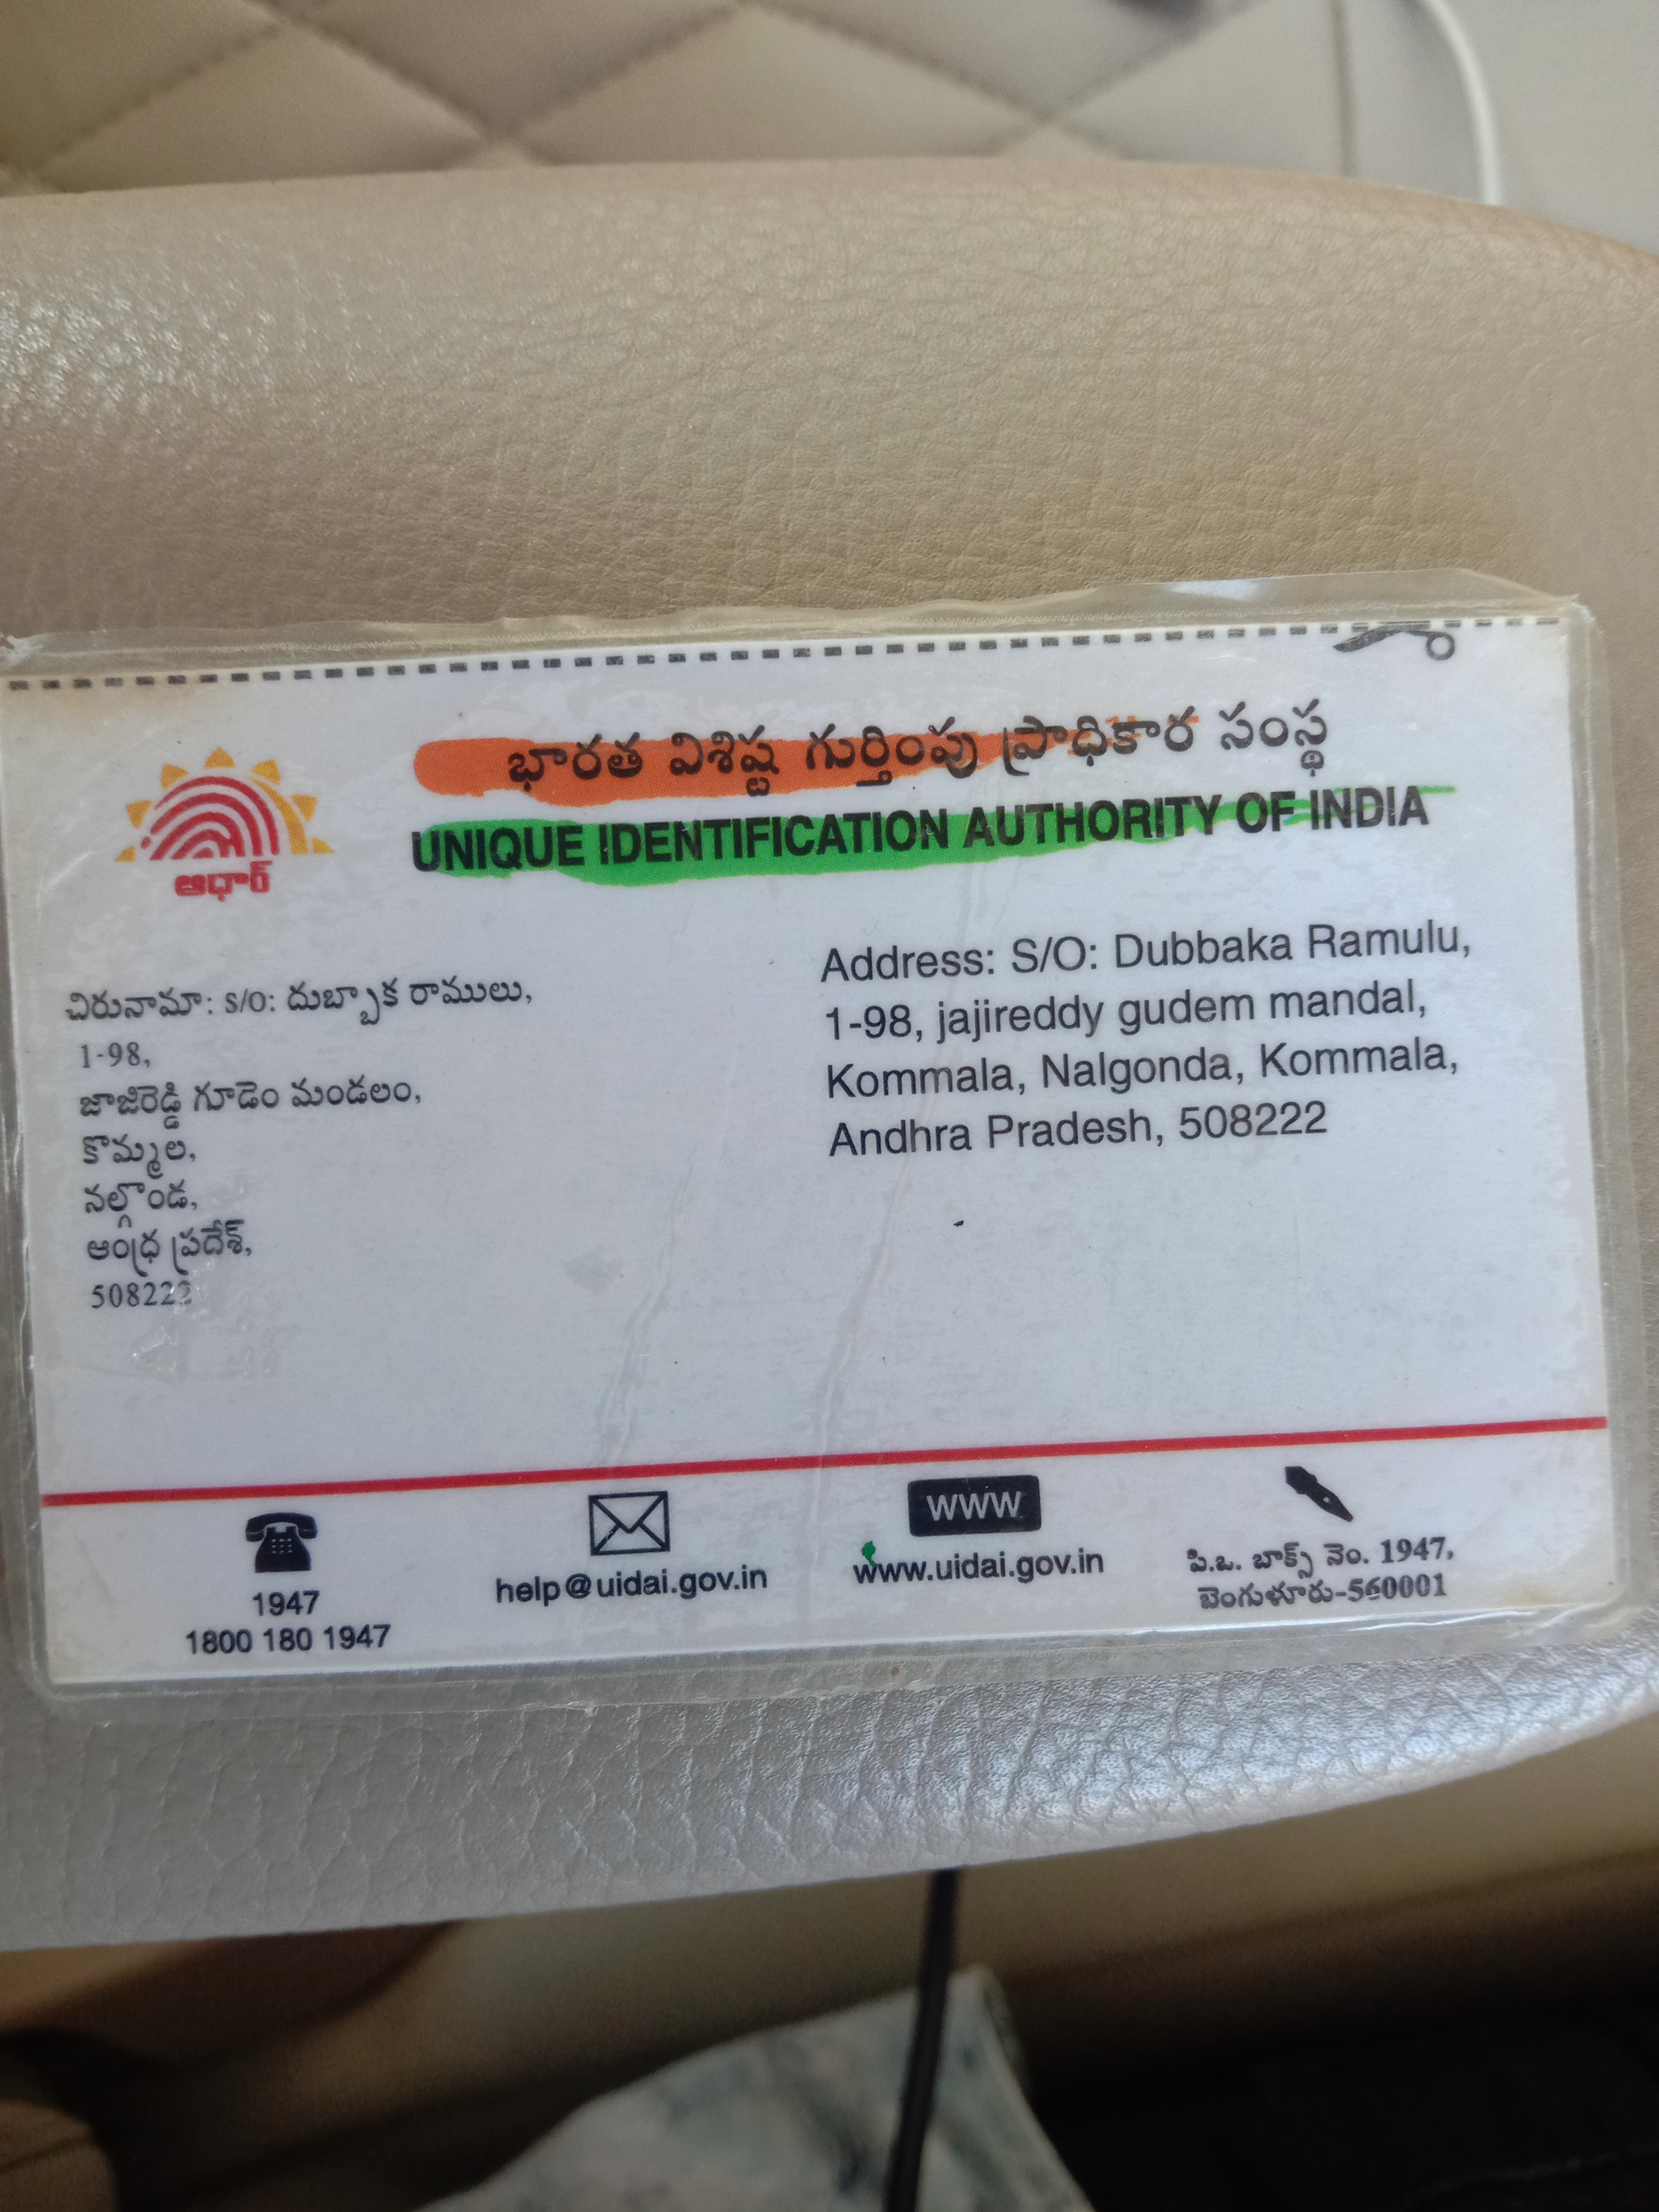 భారత విశిష్ట గుర్తింపు ప్రాధికార సంస్థ
UNIQUE IDENTIFICATION AUTHORITY OF INDIA
ఆధార్
చిరునామా: S/O: దుబ్బాక రాములు,
1-98,
జాజిరెడ్డి గూడెం మండలం,
కొమ్మల,
నల్గొండ,
ఆంధ్ర ప్రదేశ్,
508222
Address: S/O: Dubbaka Ramulu,
1-98, jajireddy gudem mandal,
Kommala, Nalgonda, Kommala,
Andhra Pradesh, 508222
1947
1800 180 1947
help@uidai.gov.in
WWW
www.uidai.gov.in
పి.ఒ. బాక్స్ నెం. 1947,
బెంగుళూరు-560001